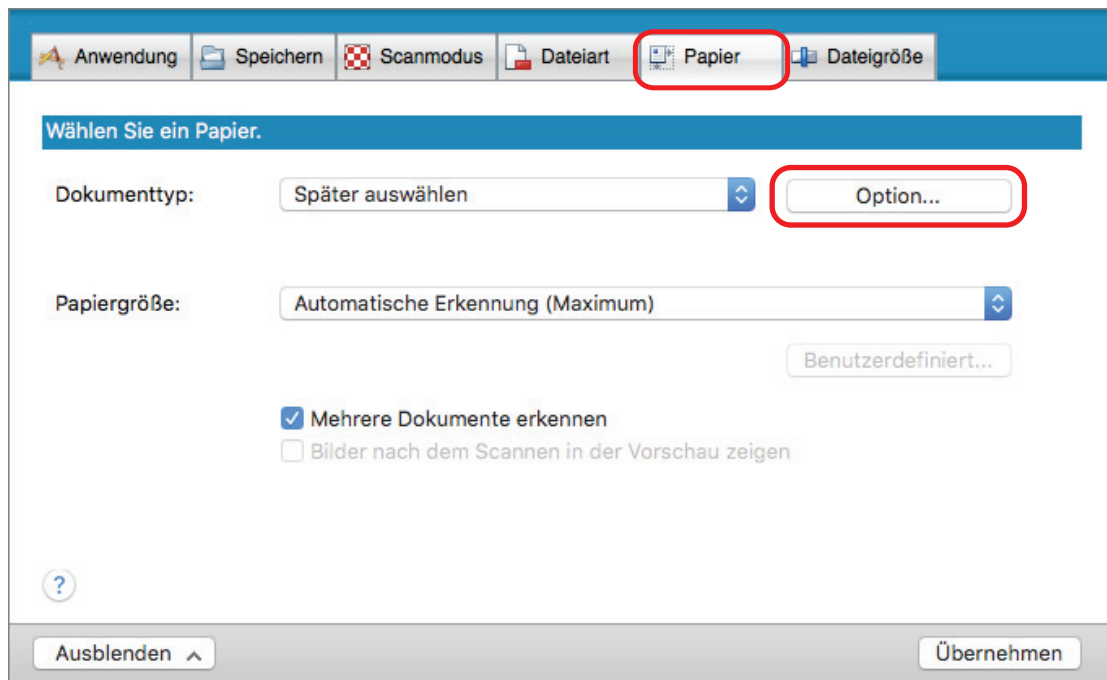 Anwendung Speichern Scanmodus Dateiart Papier Dateigröße
Wählen Sie ein Papier.
Dokumenttyp: Später auswählen Option...
Papiergröße: Automatische Erkennung (Maximum)
Benutzerdefiniert...
Mehrere Dokumente erkennen
Bilder nach dem Scannen in der Vorschau zeigen
?
Ausblenden Übernehmen